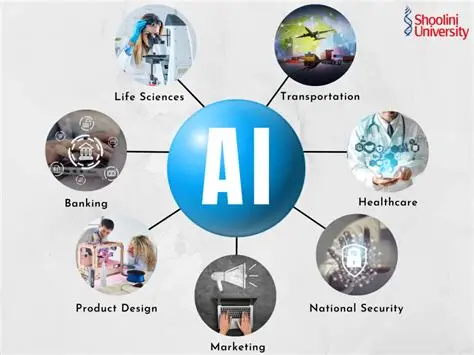 Shoolini
University
Life Sciences
Transportation
AI
Banking
Healthcare
Product Design
National Security
Marketing